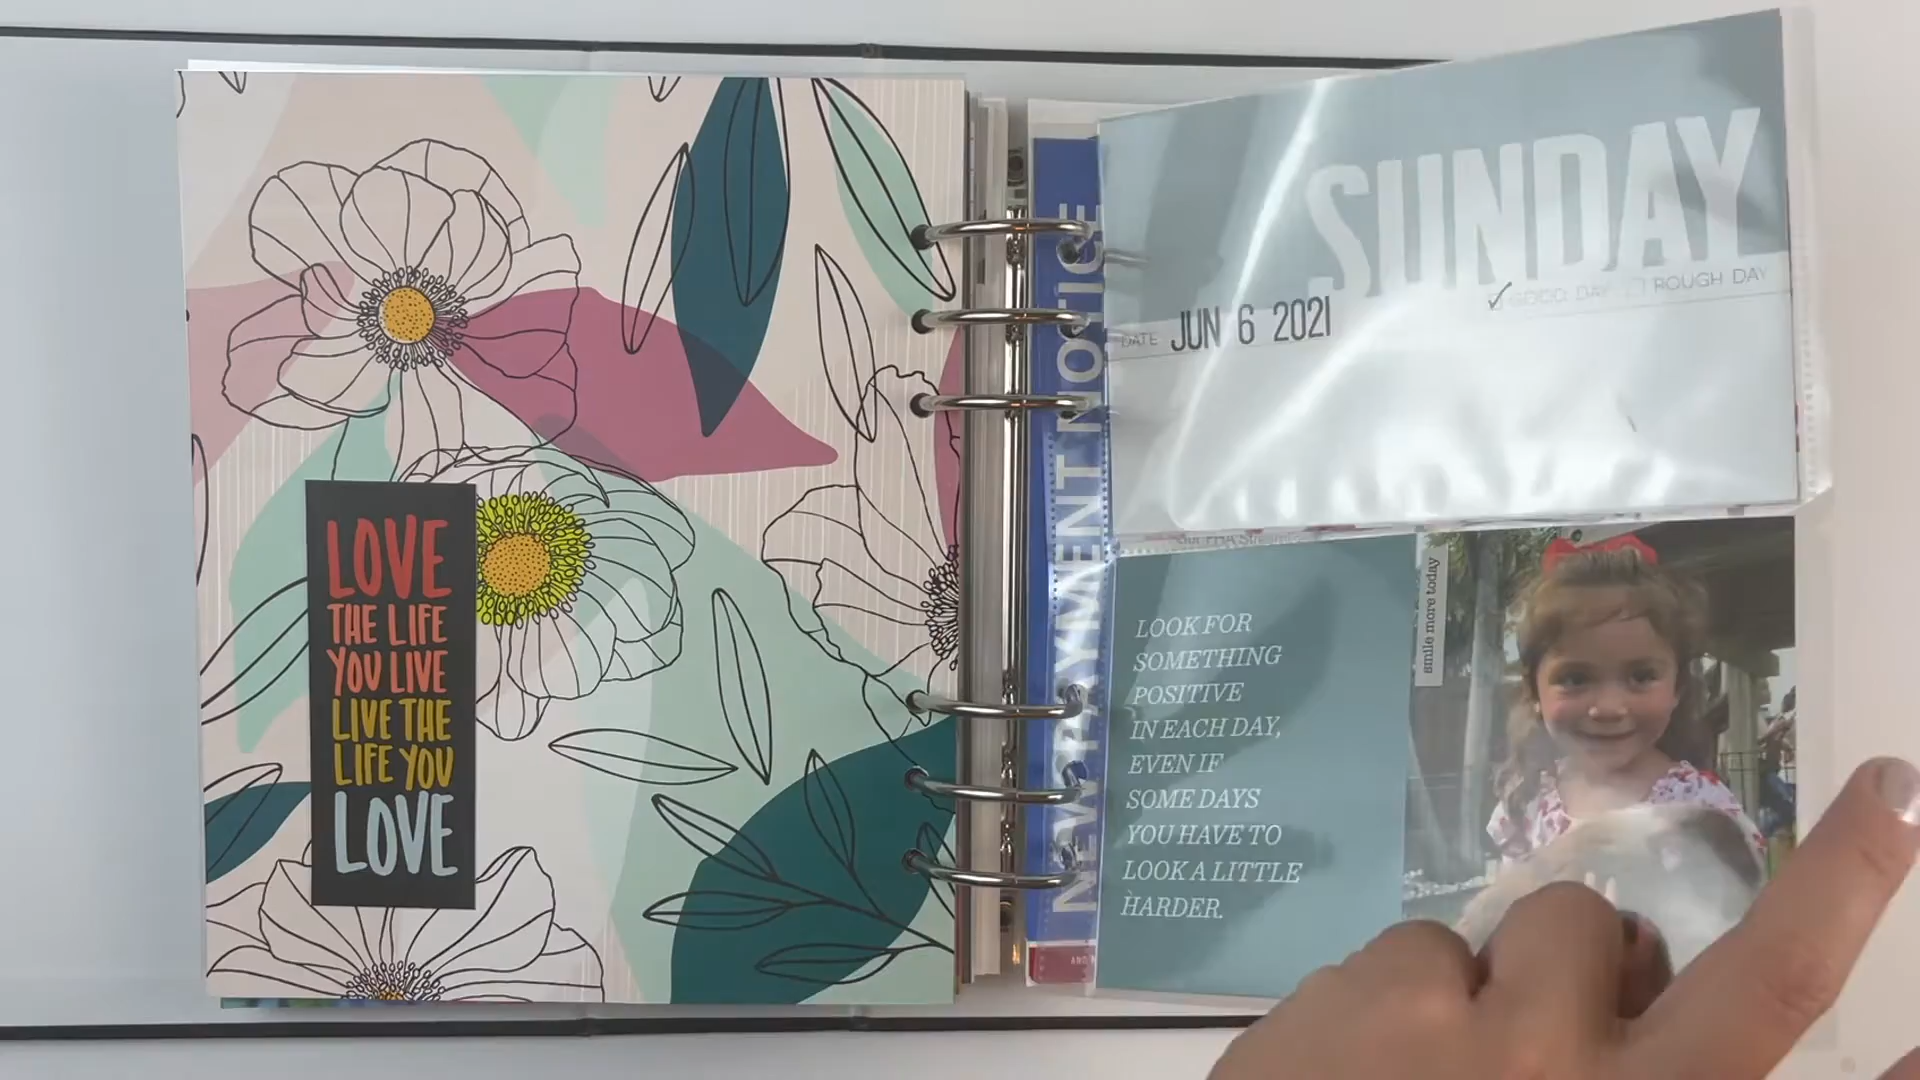 LOVE
THE LIFE
YOU LIVE
LIVE THE
LIFE YOU
LOVE
NEW PAYMENT NOTICE
SUNDAY
GOOD DAY ROUGH DAY
DATE JUN 6 2021
LOOK FOR
SOMETHING
POSITIVE
IN EACH DAY,
EVEN IF
SOME DAYS
YOU HAVE TO
LOOK A LITTLE
HARDER.
smile more today